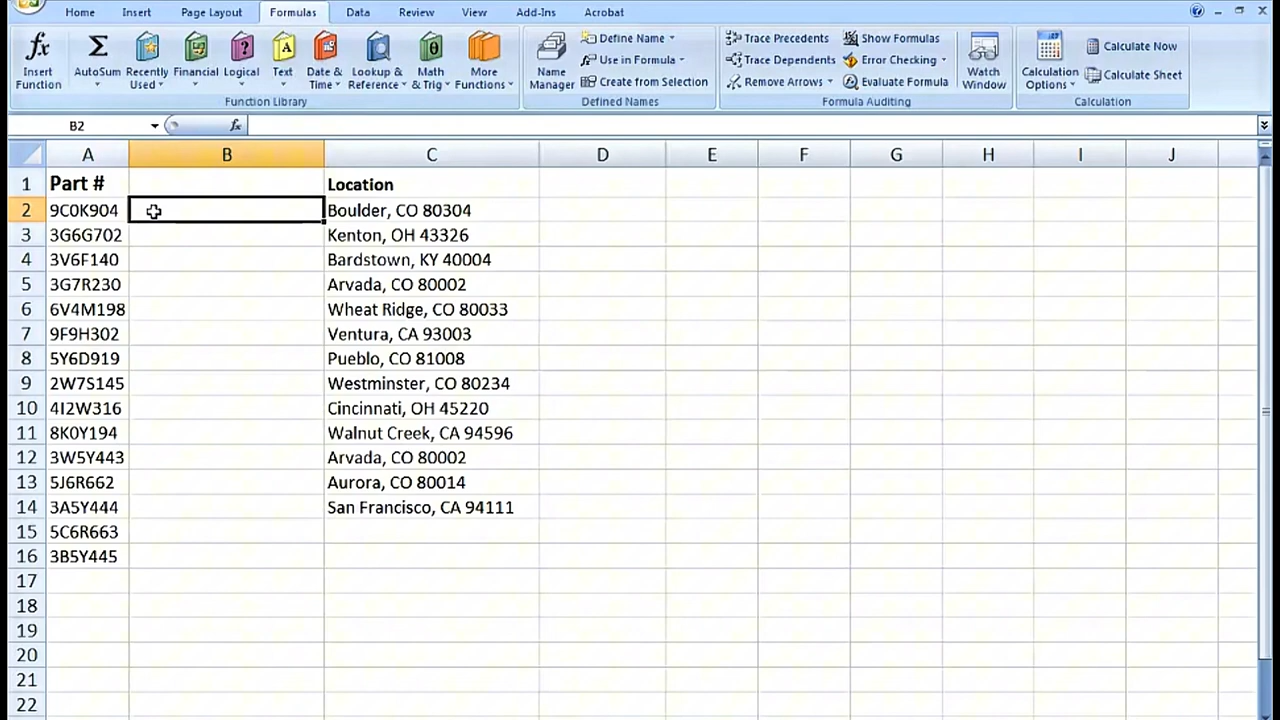 Home Insert Page Layout Formulas Data Review View Add-Ins Acrobat
fx Insert Function
Σ AutoSum
Recently Used
Financial
Logical
Text
Date & Time
Lookup & Reference
Math & Trig
More Functions
Function Library
Name Manager
Define Name
Use in Formula
Create from Selection
Defined Names
Trace Precedents
Trace Dependents
Remove Arrows
Show Formulas
Error Checking
Evaluate Formula
Formula Auditing
Watch Window
Calculation Options
Calculate Now
Calculate Sheet
Calculation
B2 fx
A B C D E F G H I J
1 Part # Location
2 9C0K904 Boulder, CO 80304
3 3G6G702 Kenton, OH 43326
4 3V6F140 Bardstown, KY 40004
5 3G7R230 Arvada, CO 80002
6 6V4M198 Wheat Ridge, CO 80033
7 9F9H302 Ventura, CA 93003
8 5Y6D919 Pueblo, CO 81008
9 2W7S145 Westminster, CO 80234
10 4I2W316 Cincinnati, OH 45220
11 8K0Y194 Walnut Creek, CA 94596
12 3W5Y443 Arvada, CO 80002
13 5J6R662 Aurora, CO 80014
14 3A5Y444 San Francisco, CA 94111
15 5C6R663
16 3B5Y445
17
18
19
20
21
22